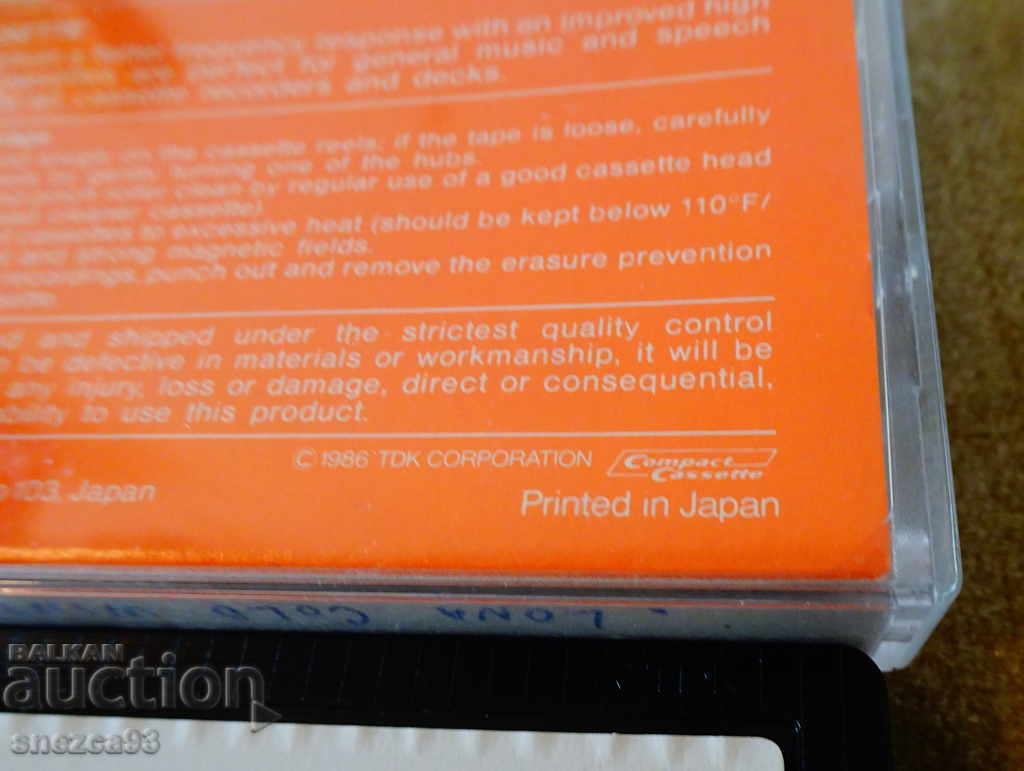 response with an improved high
are perfect for general music and speech
cassette recorders and decks.
on the cassette reels; if the tape is loose, carefully
turning one of the hubs.
clean by regular use of a good cassette head
cleaner cassette)
cassettes to excessive heat (should be kept below 110°F/
and strong magnetic fields.
recordings, punch out and remove the erasure prevention
and shipped under the strictest quality control
be defective in materials or workmanship, it will be
any injury, loss or damage, direct or consequential,
to use this product.
© 1986 TDK CORPORATION Compact Cassette
103, Japan
Printed in Japan
BALKAN
auction
snezca93